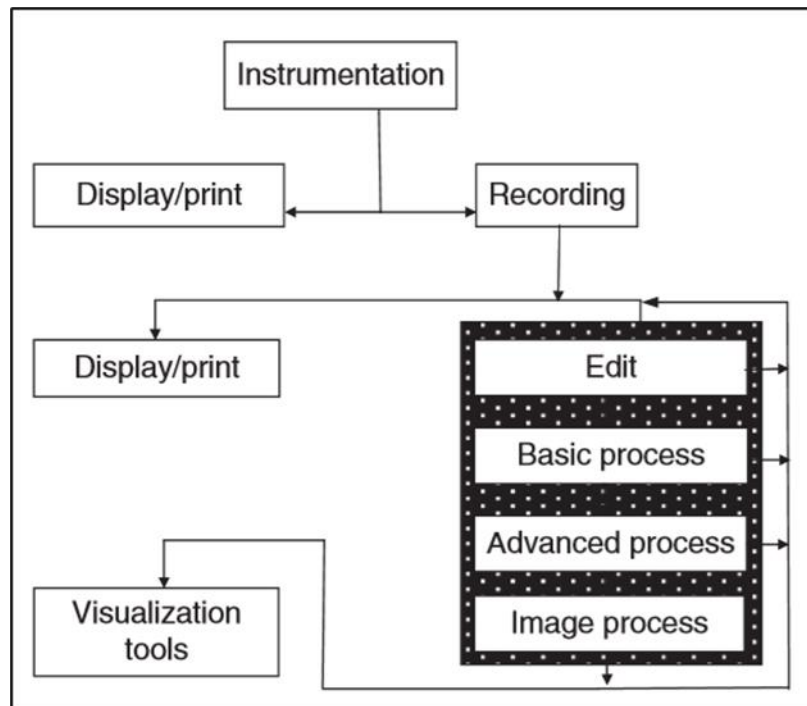 Instrumentation
Display/print
Recording
Display/print
Edit
Basic process
Advanced process
Visualization
tools
Image process